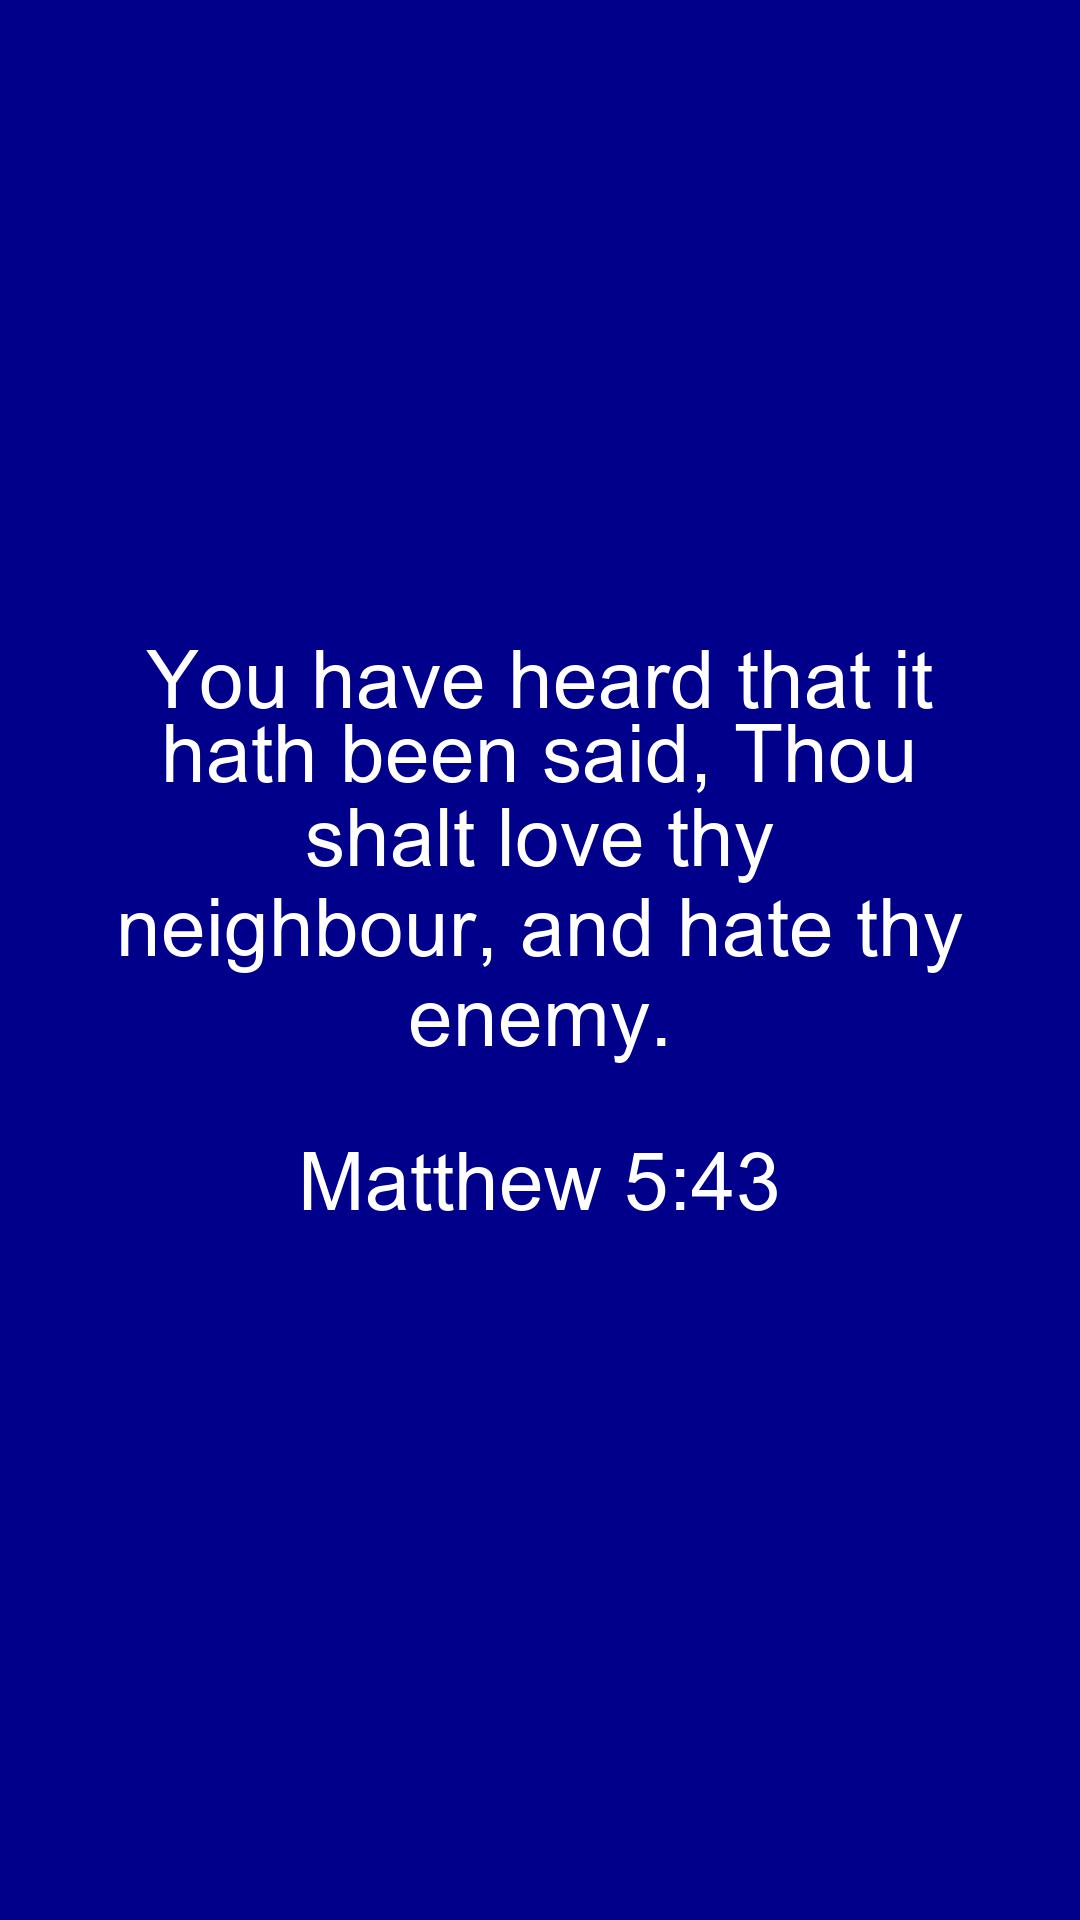 You have heard that it
hath been said, Thou
shalt love thy
neighbour, and hate thy
enemy.
Matthew 5:43